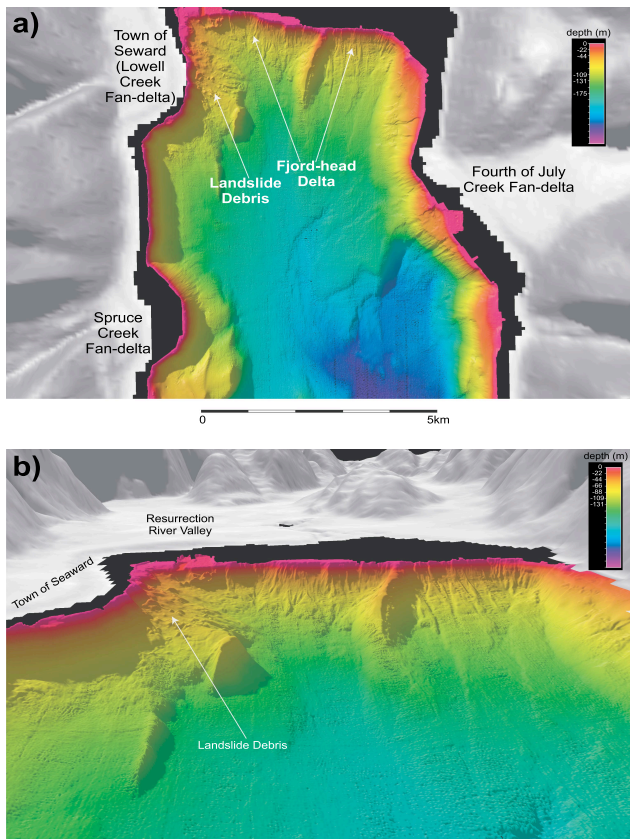 a)
Town of
Seward
(Lowell
Creek
Fan-delta)
depth (m)
0
-22
-44
-131
-175
Landslide
Debris
Fjord-head
Delta
Fourth of July
Creek Fan-delta
Spruce
Creek
Fan-delta
0
5km
b)
depth (m)
0
-22
-44
-66
-88
-109
-131
Resurrection
River Valley
Town of Seaward
Landslide Debris